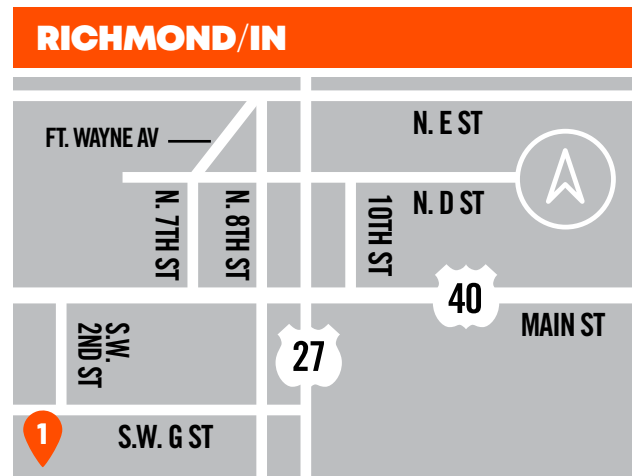 RICHMOND/IN
N. E ST
FT. WAYNE AV
N. D ST
N. 7TH ST
N. 8TH ST
10TH ST
40
MAIN ST
S.W.
2ND ST
27
1
S.W. G ST